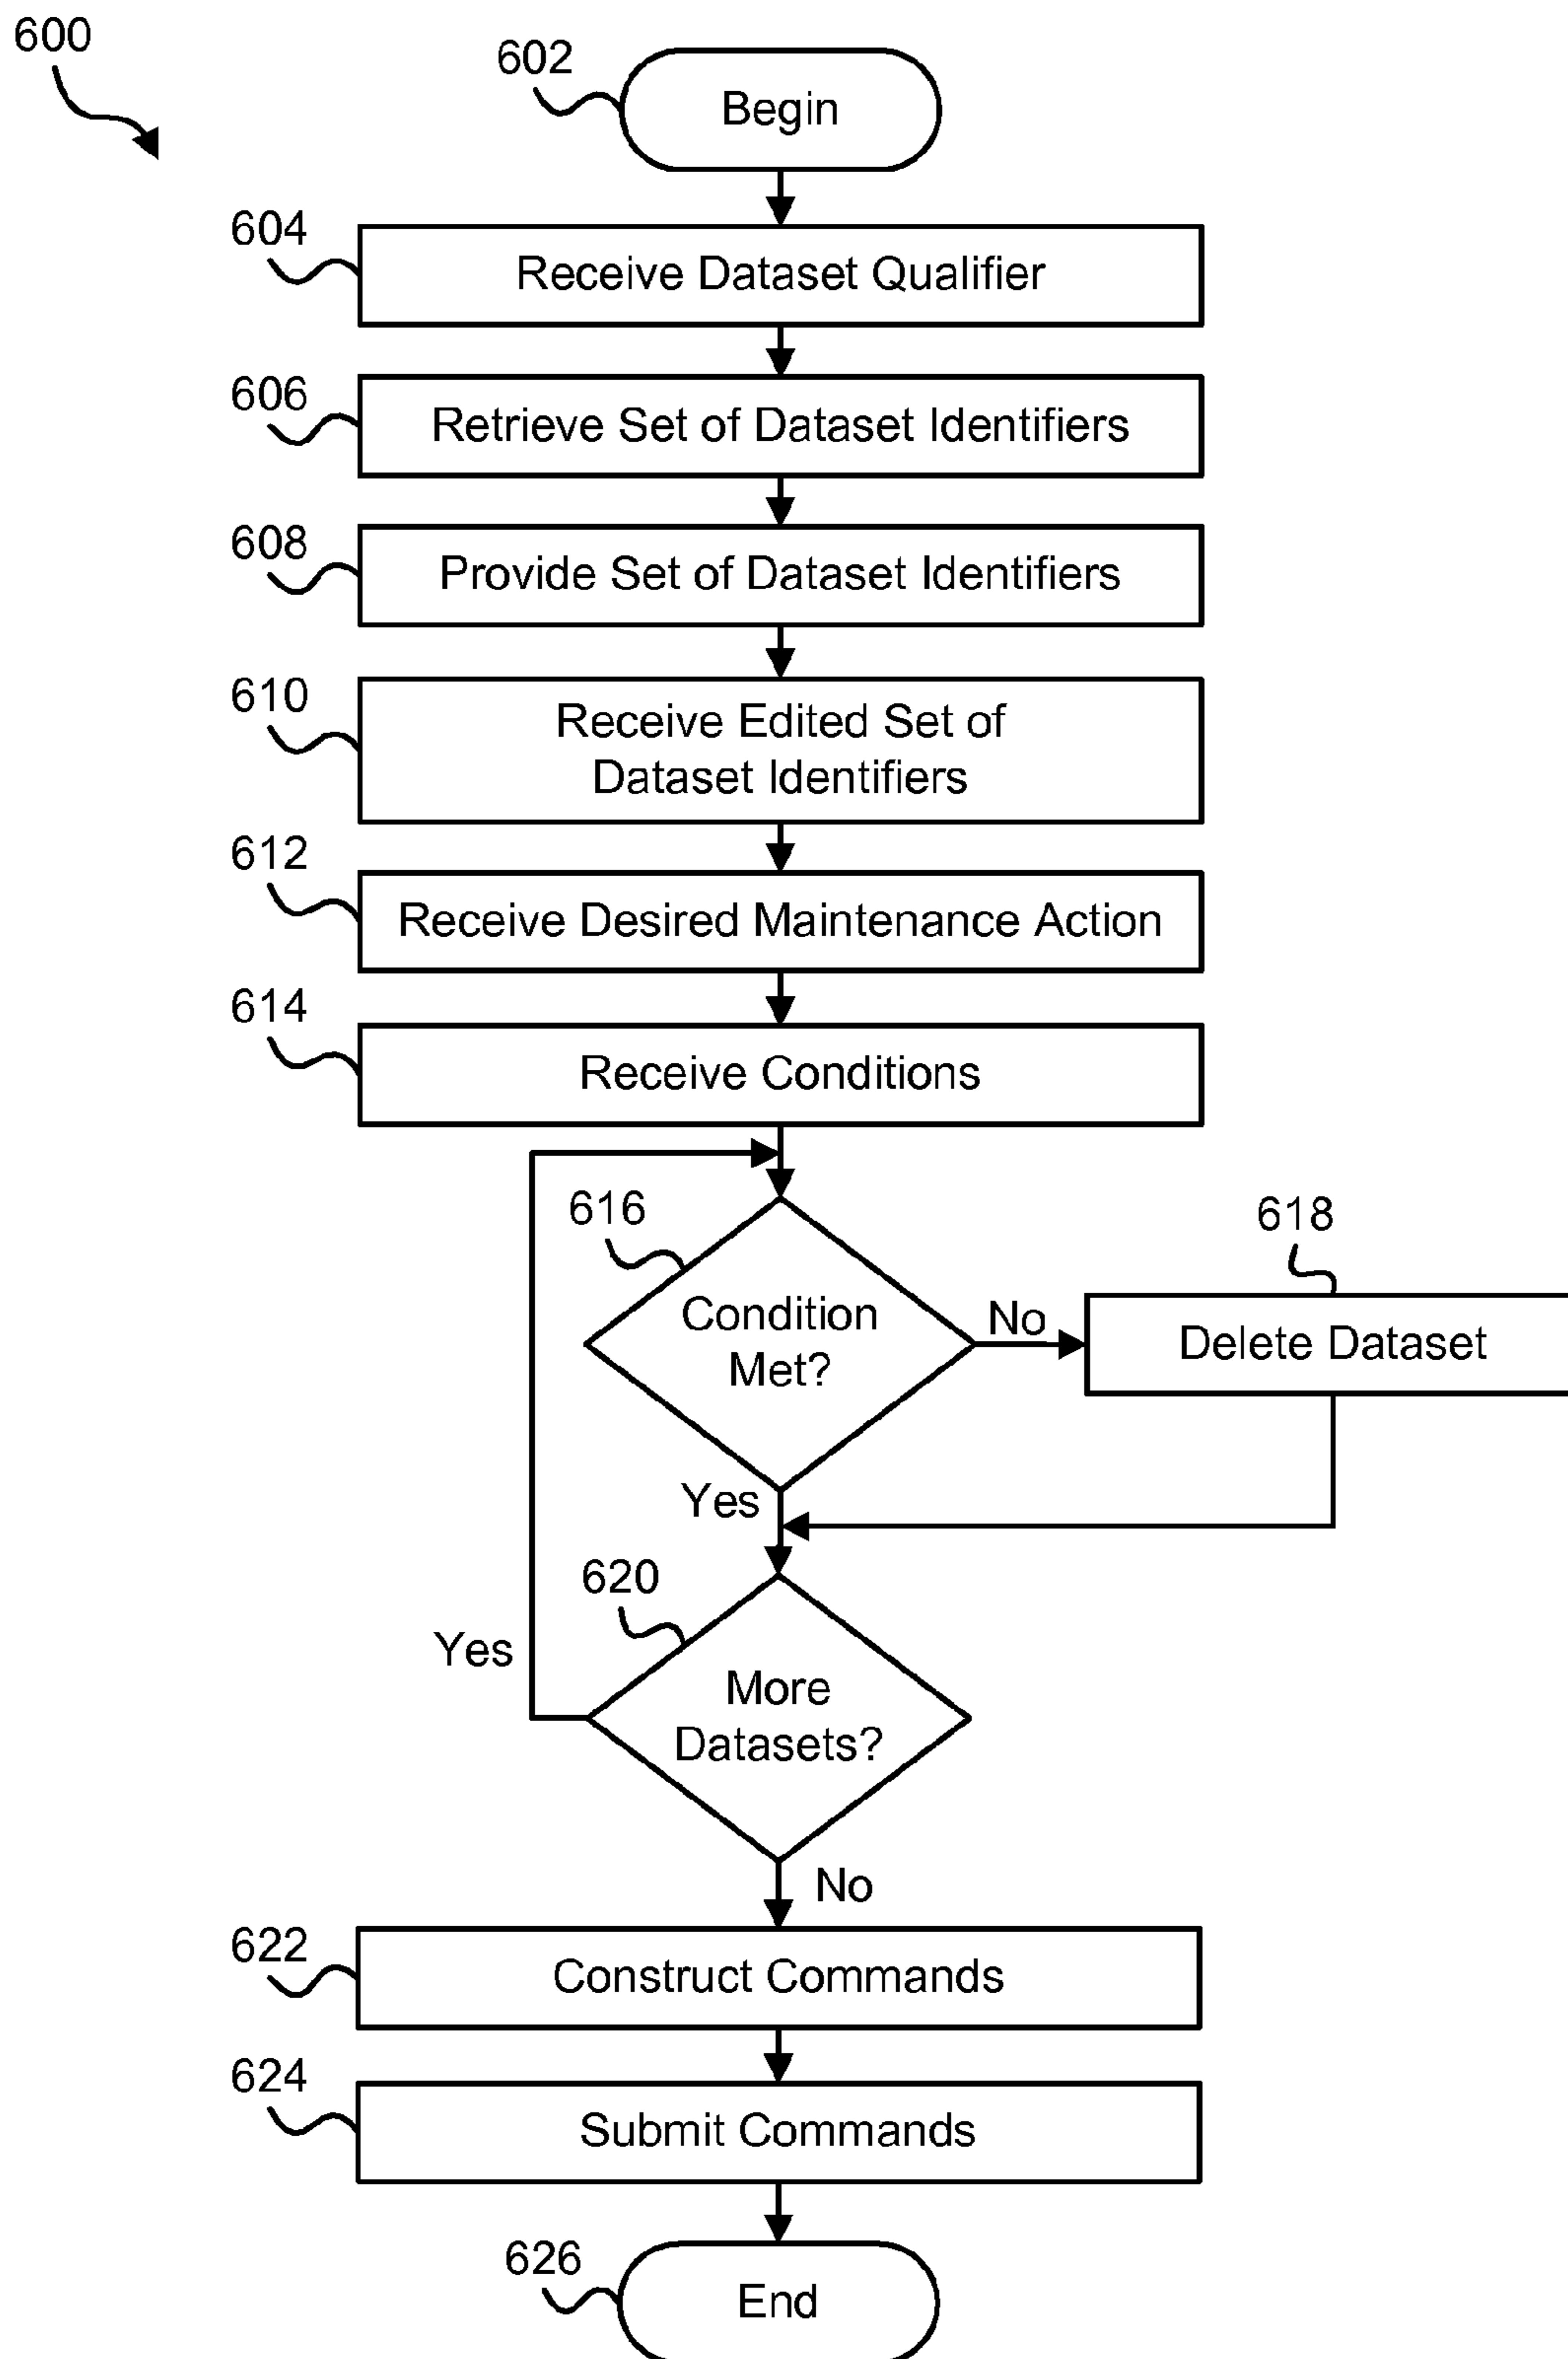 600
602
Begin
604
Receive Dataset Qualifier
606
Retrieve Set of Dataset Identifiers
608
Provide Set of Dataset Identifiers
610
Receive Edited Set of
Dataset Identifiers
612
Receive Desired Maintenance Action
614
Receive Conditions
616
Condition
Met?
No
618
Delete Dataset
Yes
620
Yes
More
Datasets?
No
622
Construct Commands
624
Submit Commands
626
End